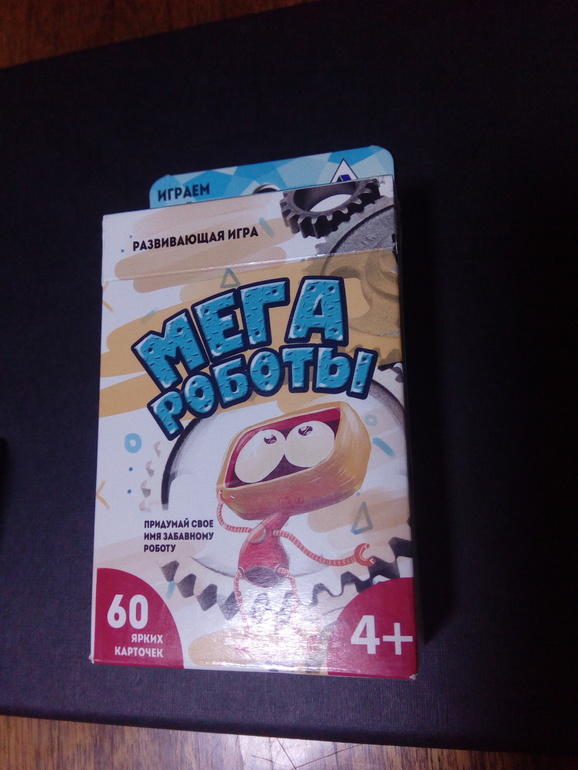 ИГРАЕМ
РАЗВИВАЮЩАЯ ИГРА
МЕГА
РОБОТЫ
ПРИДУМАЙ СВОЕ
ИМЯ ЗАБАВНОМУ
РОБОТУ
60
ЯРКИХ
КАРТОЧЕК
4+